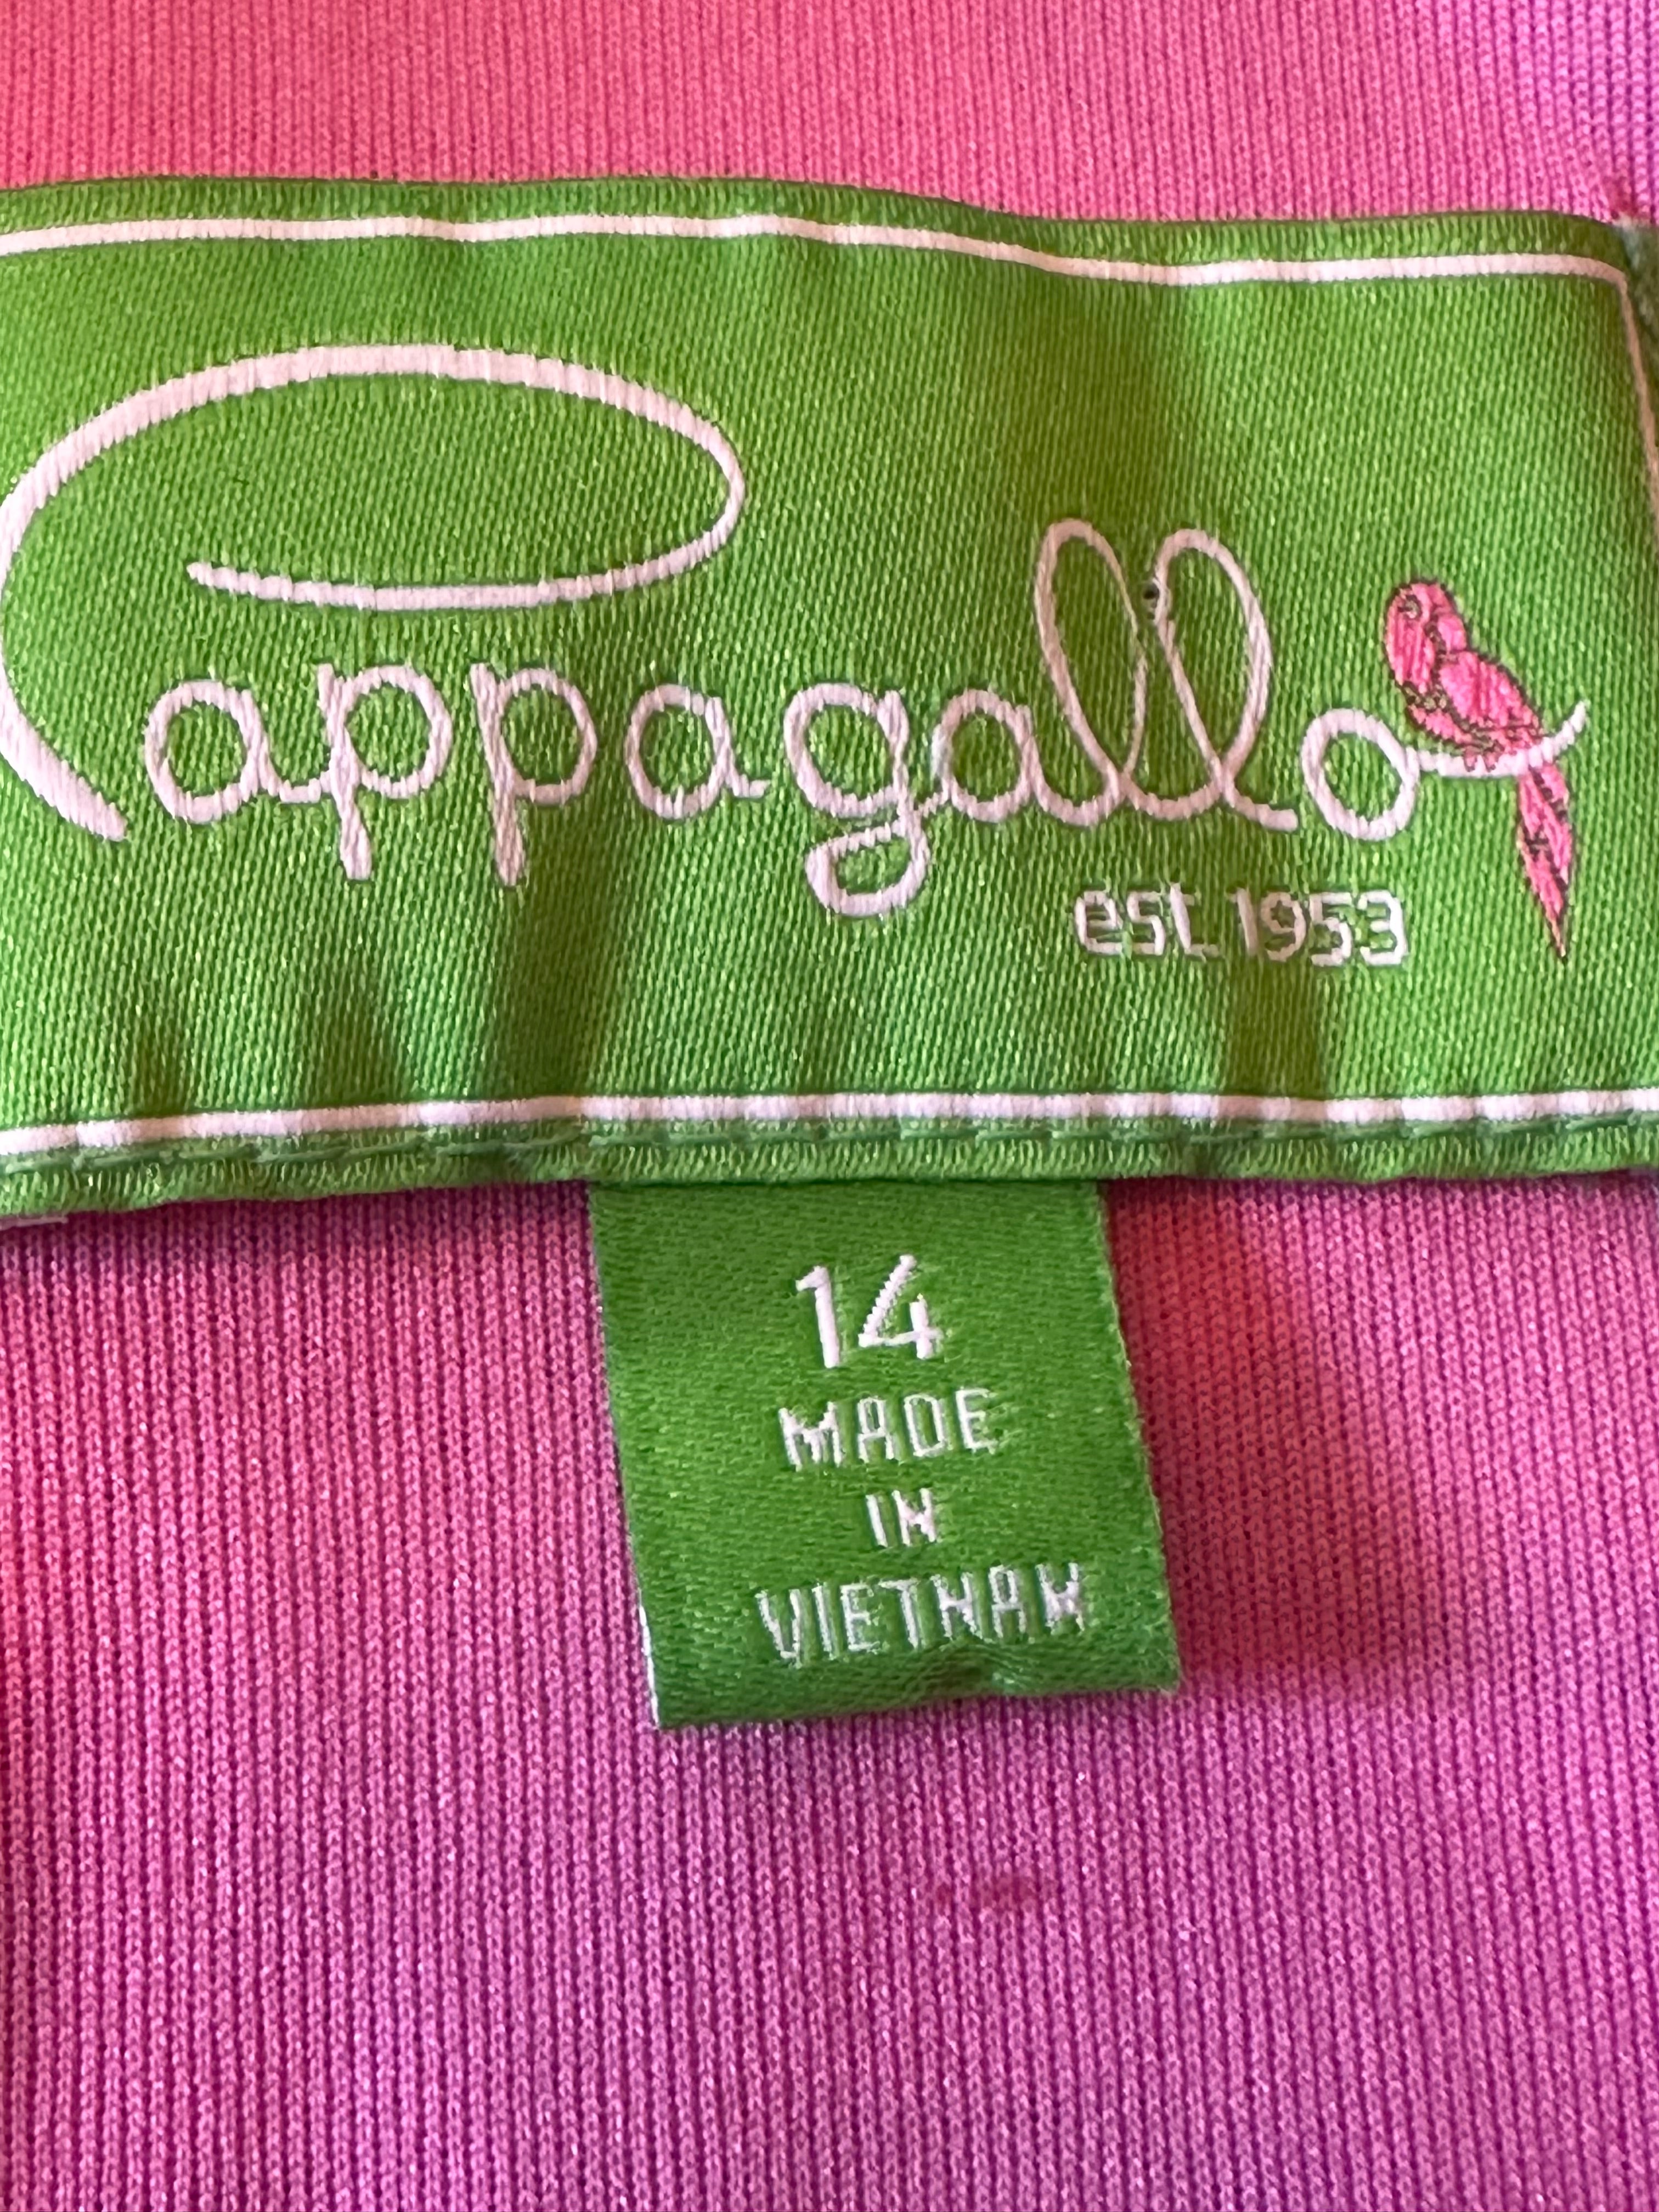 Pappagallo
est. 1953
14
MADE
IN
VIETNAM